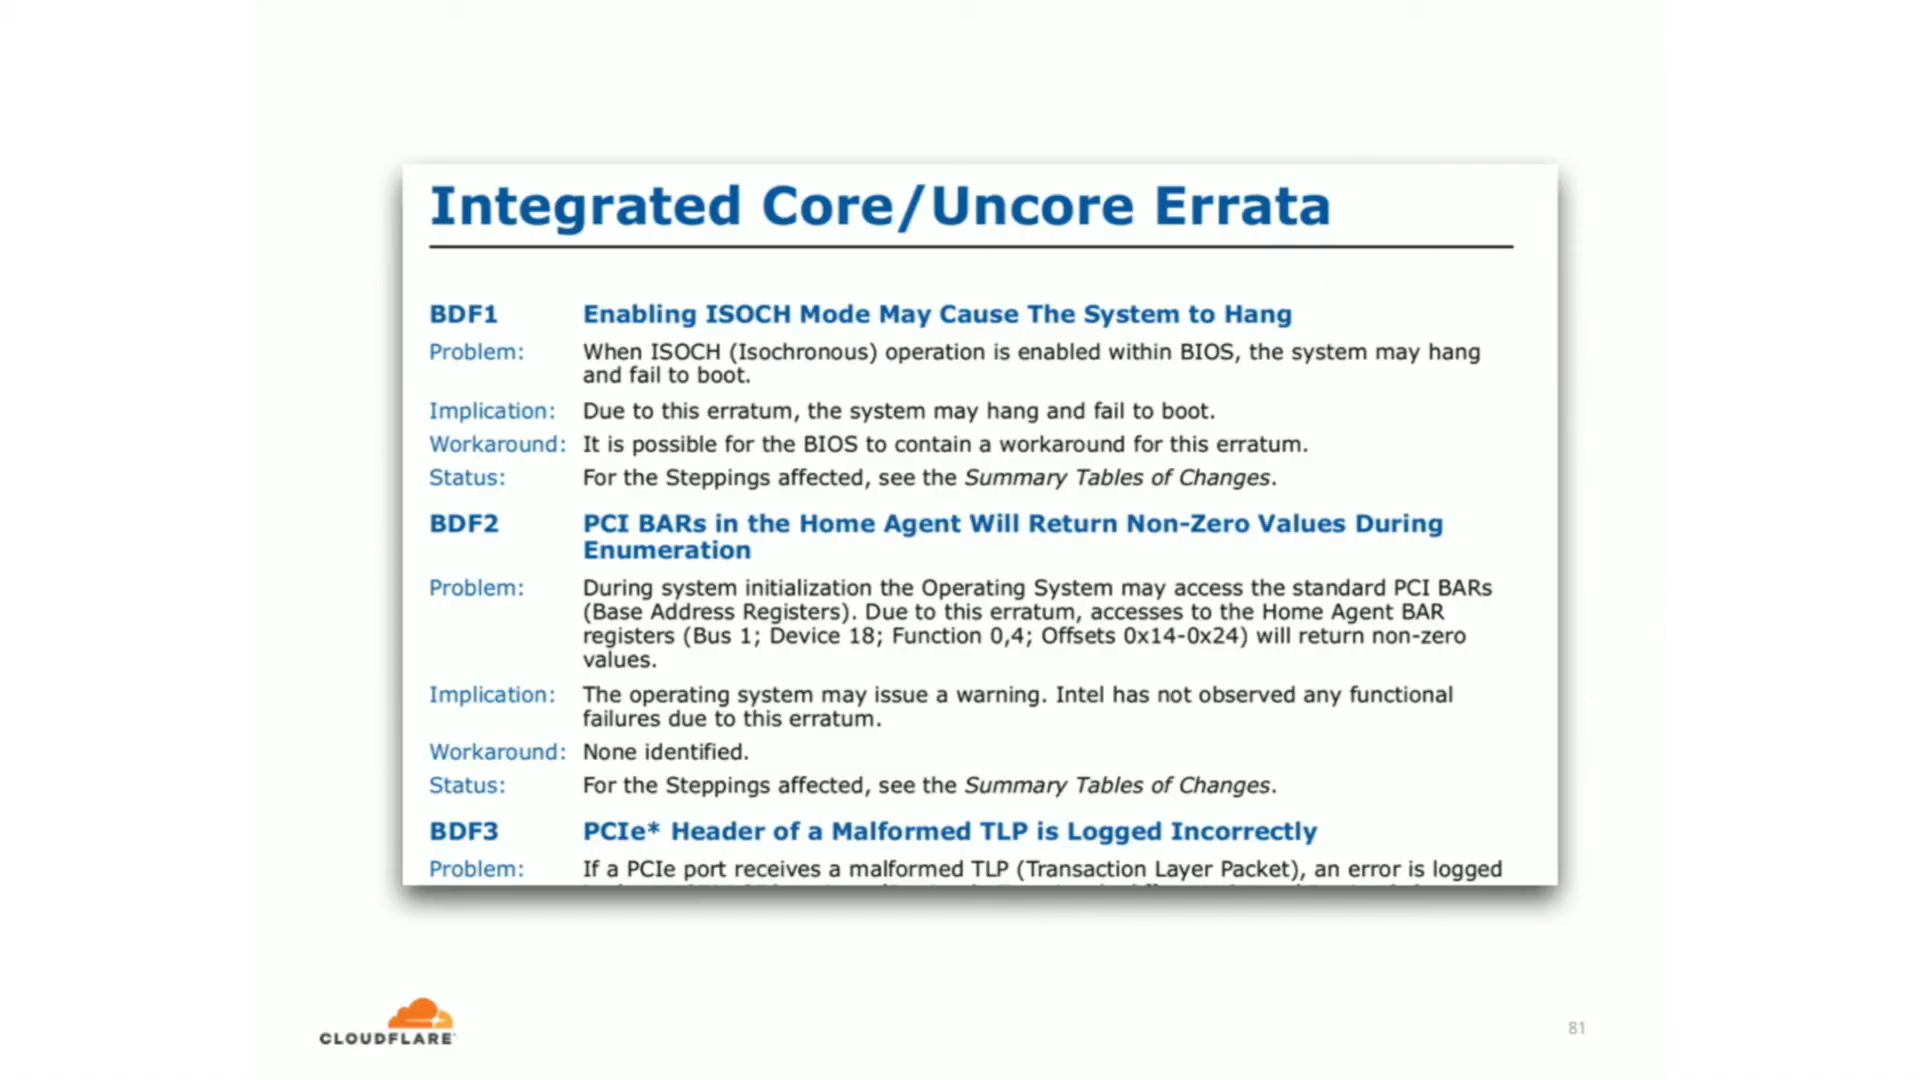 Integrated Core/Uncore Errata
BDF1 Enabling ISOCH Mode May Cause The System to Hang
Problem: When ISOCH (Isochronous) operation is enabled within BIOS, the system may hang
and fail to boot.
Implication: Due to this erratum, the system may hang and fail to boot.
Workaround: It is possible for the BIOS to contain a workaround for this erratum.
Status: For the Steppings affected, see the Summary Tables of Changes.
BDF2 PCI BARs in the Home Agent Will Return Non-Zero Values During
Enumeration
Problem: During system initialization the Operating System may access the standard PCI BARs
(Base Address Registers). Due to this erratum, accesses to the Home Agent BAR
registers (Bus 1; Device 18; Function 0,4; Offsets 0x14-0x24) will return non-zero
values.
Implication: The operating system may issue a warning. Intel has not observed any functional
failures due to this erratum.
Workaround: None identified.
Status: For the Steppings affected, see the Summary Tables of Changes.
BDF3 PCIe* Header of a Malformed TLP is Logged Incorrectly
Problem: If a PCIe port receives a malformed TLP (Transaction Layer Packet), an error is logged
CLOUDFLARE
81